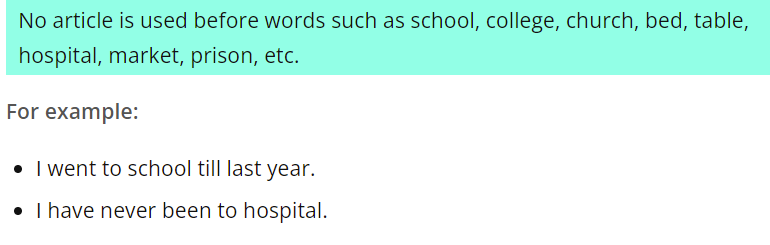 No article is used before words such as school, college, church, bed, table,
hospital, market, prison, etc.
For example:
• I went to school till last year.
• I have never been to hospital.